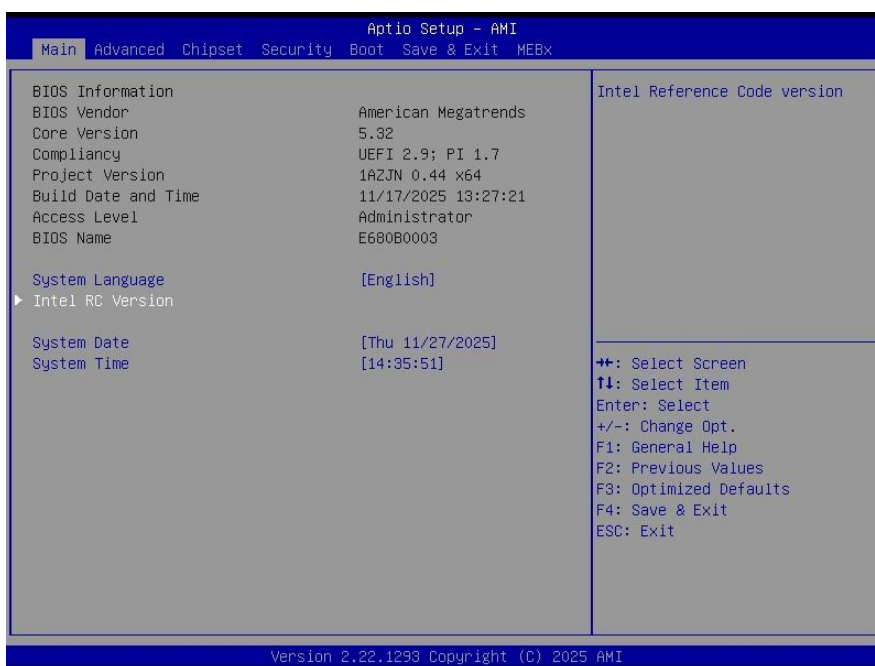 Aptio Setup – AMI
Main Advanced Chipset Security Boot Save & Exit MEBx
BIOS Information
BIOS Vendor American Megatrends
Core Version 5.32
Compliancy UEFI 2.9; PI 1.7
Project Version 1AZJN 0.44 x64
Build Date and Time 11/17/2025 13:27:21
Access Level Administrator
BIOS Name E680B0003
System Language [English]
▶ Intel RC Version
System Date [Thu 11/27/2025]
System Time [14:35:51]
Intel Reference Code version
→←: Select Screen
↑↓: Select Item
Enter: Select
+/-: Change Opt.
F1: General Help
F2: Previous Values
F3: Optimized Defaults
F4: Save & Exit
ESC: Exit
Version 2.22.1293 Copyright (C) 2025 AMI